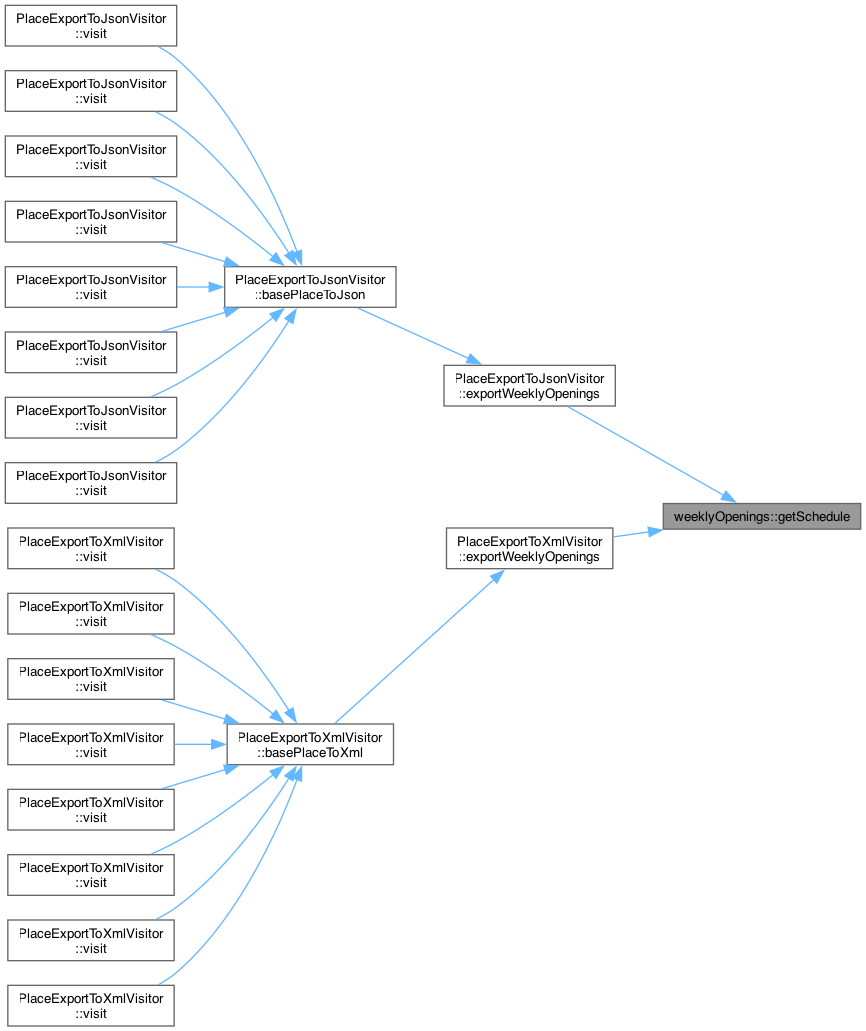 PlaceExportToJsonVisitor
::visit
PlaceExportToJsonVisitor
::visit
PlaceExportToJsonVisitor
::visit
PlaceExportToJsonVisitor
::visit
PlaceExportToJsonVisitor
::visit
PlaceExportToJsonVisitor
::visit
PlaceExportToJsonVisitor
::visit
PlaceExportToJsonVisitor
::visit
PlaceExportToJsonVisitor
::basePlaceToJson
PlaceExportToJsonVisitor
::exportWeeklyOpenings
weeklyOpenings::getSchedule
PlaceExportToXmlVisitor
::exportWeeklyOpenings
PlaceExportToXmlVisitor
::basePlaceToXml
PlaceExportToXmlVisitor
::visit
PlaceExportToXmlVisitor
::visit
PlaceExportToXmlVisitor
::visit
PlaceExportToXmlVisitor
::visit
PlaceExportToXmlVisitor
::visit
PlaceExportToXmlVisitor
::visit
PlaceExportToXmlVisitor
::visit
PlaceExportToXmlVisitor
::visit